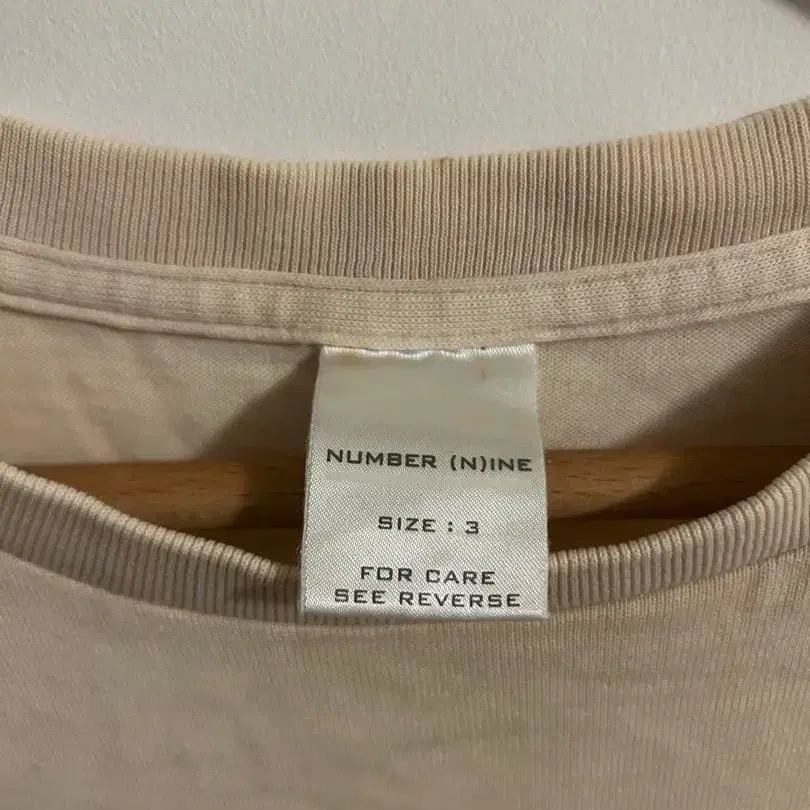 NUMBER (N)INE
SIZE : 3
FOR CARE
SEE REVERSE